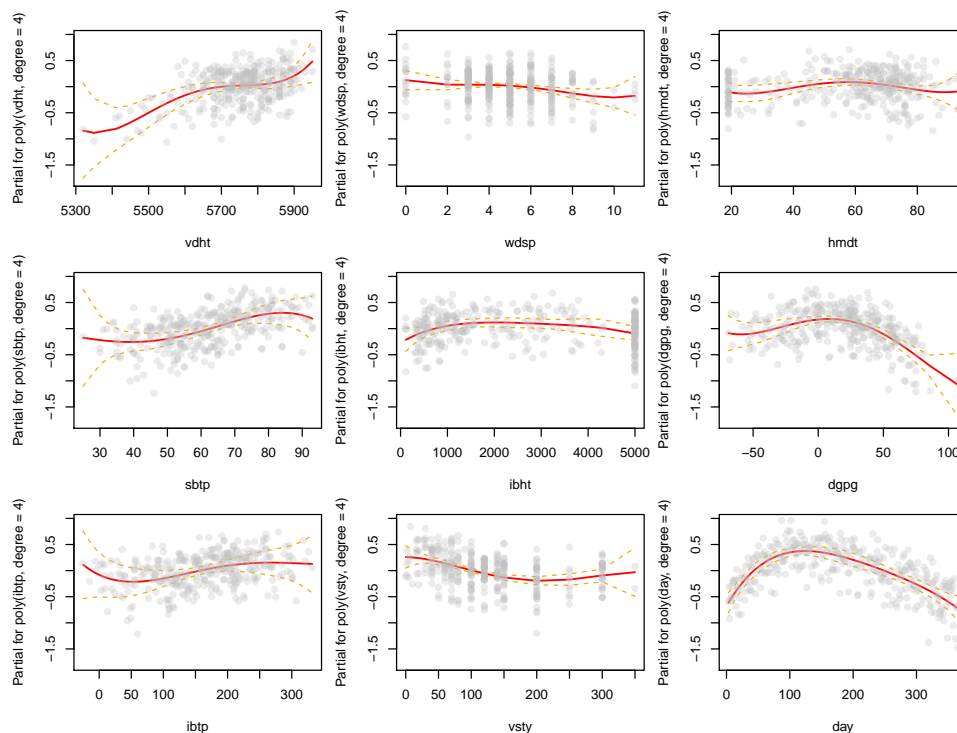 Partial for poly(vdht, degree = 4)
0.5
−0.5
−1.5
5300 5500 5700 5900
vdht
Partial for poly(wdsp, degree = 4)
0.5
−0.5
−1.5
0 2 4 6 8 10
wdsp
Partial for poly(hmdt, degree = 4)
0.5
−0.5
−1.5
20 40 60 80
hmdt
Partial for poly(sbtp, degree = 4)
0.5
−0.5
−1.5
30 40 50 60 70 80 90
sbtp
Partial for poly(ibht, degree = 4)
0.5
−0.5
−1.5
0 1000 2000 3000 4000 5000
ibht
Partial for poly(dgpg, degree = 4)
0.5
−0.5
−1.5
−50 0 50 100
dgpg
Partial for poly(ibtp, degree = 4)
0.5
−0.5
−1.5
0 50 100 200 300
ibtp
Partial for poly(vsty, degree = 4)
0.5
−0.5
−1.5
0 50 100 200 300
vsty
Partial for poly(day, degree = 4)
0.5
−0.5
−1.5
0 100 200 300
day